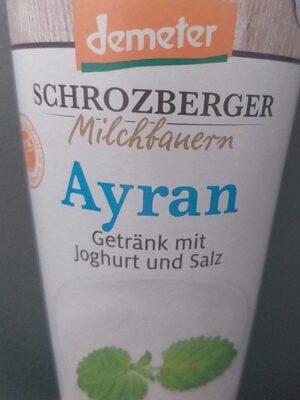 demeter
SCHROZBERGER
Milchbauern
Ayran
Getränk mit
Joghurt und Salz